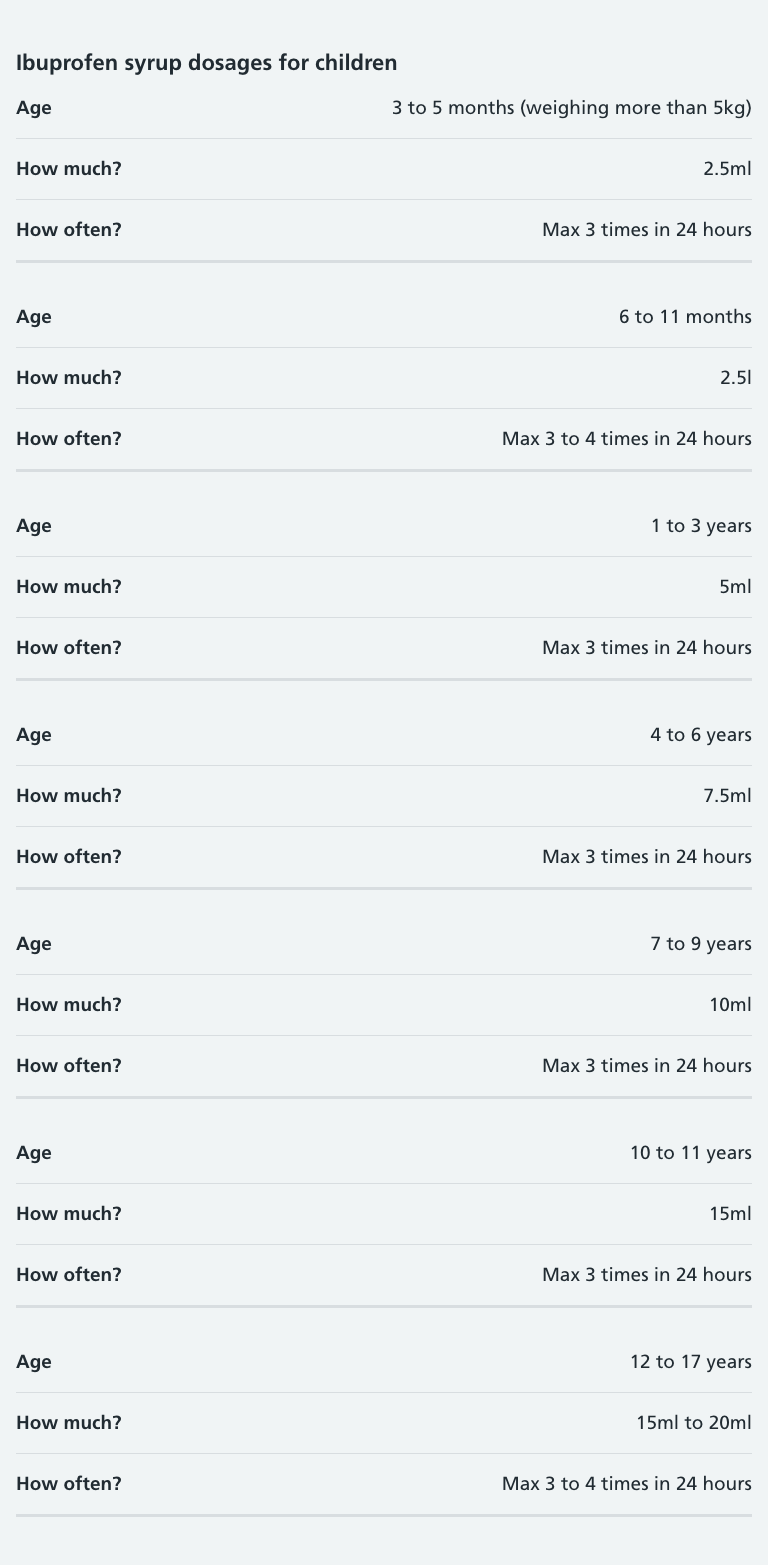 Ibuprofen syrup dosages for children
Age 3 to 5 months (weighing more than 5kg)
How much? 2.5ml
How often? Max 3 times in 24 hours
Age 6 to 11 months
How much? 2.5l
How often? Max 3 to 4 times in 24 hours
Age 1 to 3 years
How much? 5ml
How often? Max 3 times in 24 hours
Age 4 to 6 years
How much? 7.5ml
How often? Max 3 times in 24 hours
Age 7 to 9 years
How much? 10ml
How often? Max 3 times in 24 hours
Age 10 to 11 years
How much? 15ml
How often? Max 3 times in 24 hours
Age 12 to 17 years
How much? 15ml to 20ml
How often? Max 3 to 4 times in 24 hours